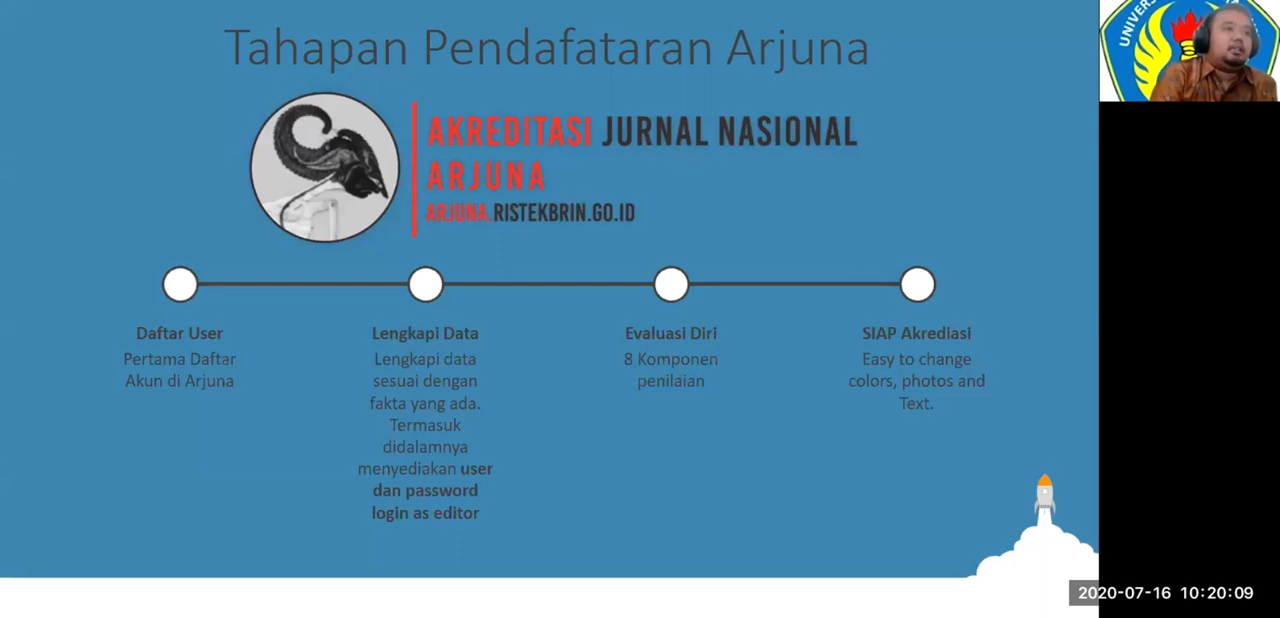 Tahapan Pendafataran Arjuna
AKREDITASI JURNAL NASIONAL
ARJUNA
ARJUNA.RISTEKBRIN.GO.ID
Daftar User
Pertama Daftar
Akun di Arjuna
Lengkapi Data
Lengkapi data
sesuai dengan
fakta yang ada.
Termasuk
didalamnya
menyediakan user
dan password
login as editor
Evaluasi Diri
8 Komponen
penilaian
SIAP Akrediasi
Easy to change
colors, photos and
Text.
UNIVERS
2020-07-16 10:20:09